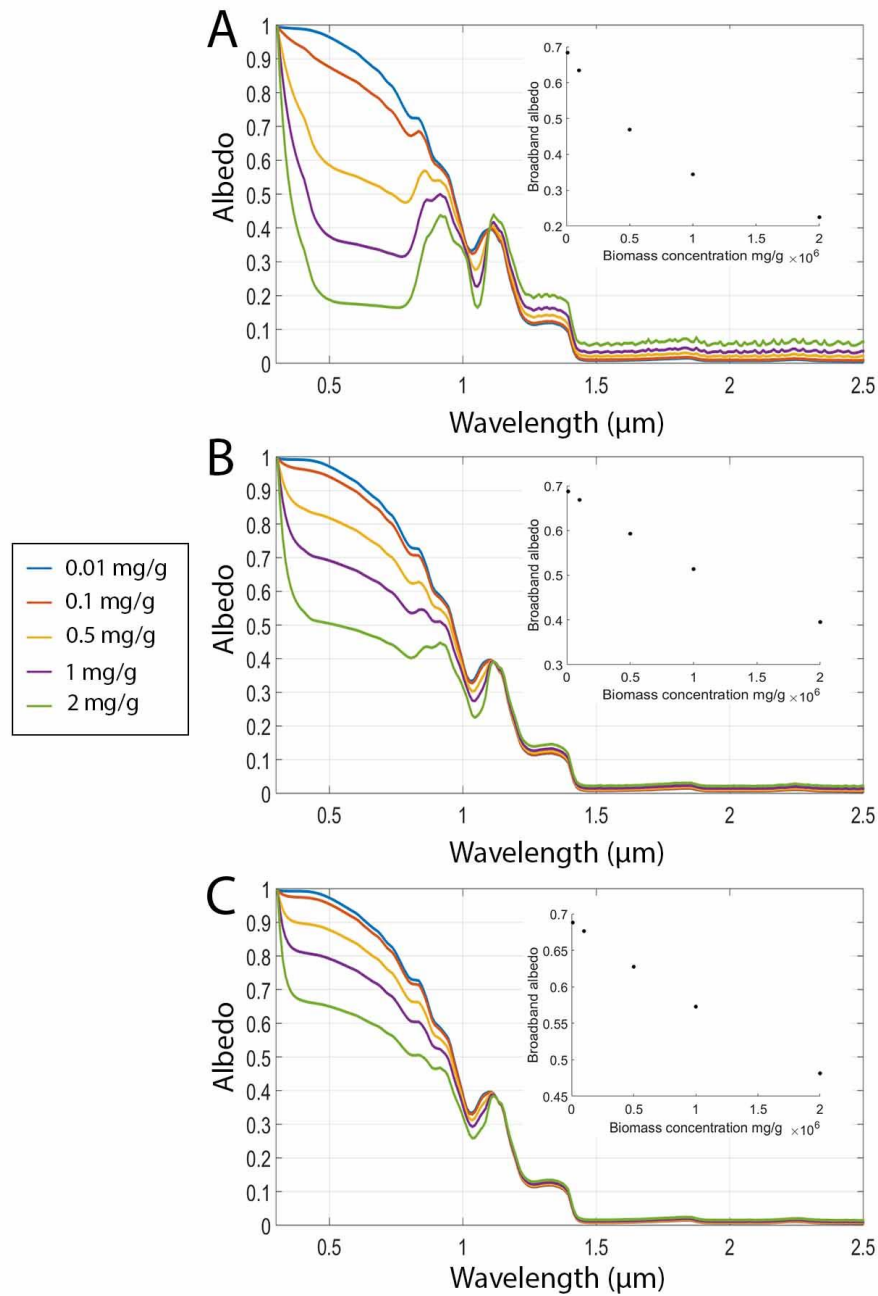 A
1
0.9
0.8
0.7
0.6
0.5
0.4
0.3
0.2
0.1
0
Albedo
0.5 1 1.5 2 2.5
Wavelength (μm)
0.7
0.6
0.5
0.4
0.3
0.2
Broadband albedo
0 0.5 1 1.5 2
Biomass concentration mg/g ×10⁶
0.01 mg/g
0.1 mg/g
0.5 mg/g
1 mg/g
2 mg/g
B
1
0.9
0.8
0.7
0.6
0.5
0.4
0.3
0.2
0.1
0
Albedo
0.5 1 1.5 2 2.5
Wavelength (μm)
0.7
0.6
0.5
0.4
0.3
Broadband albedo
0 0.5 1 1.5 2
Biomass concentration mg/g ×10⁶
C
1
0.9
0.8
0.7
0.6
0.5
0.4
0.3
0.2
0.1
0
Albedo
0.5 1 1.5 2 2.5
Wavelength (μm)
0.7
0.65
0.6
0.55
0.5
0.45
Broadband albedo
0 0.5 1 1.5 2
Biomass concentration mg/g ×10⁶